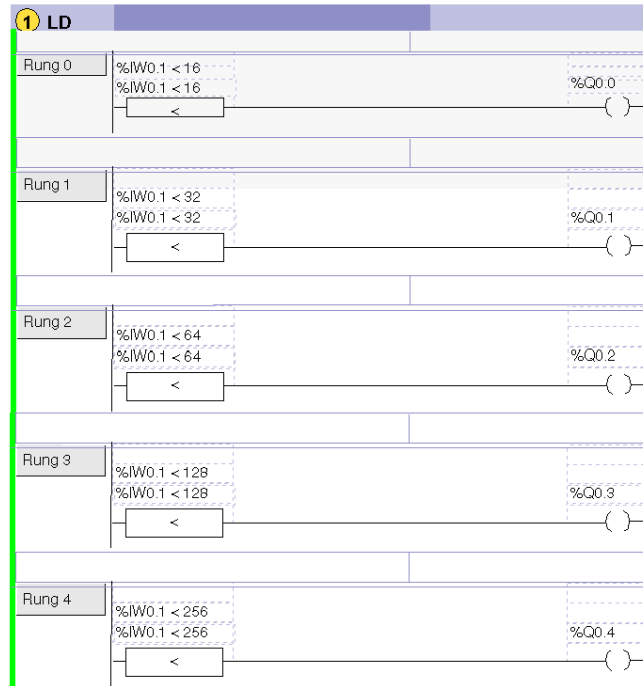 1 LD
Rung 0
%IW0.1 < 16
%IW0.1 < 16
%Q0.0
<
( )
Rung 1
%IW0.1 < 32
%IW0.1 < 32
%Q0.1
<
( )
Rung 2
%IW0.1 < 64
%IW0.1 < 64
%Q0.2
<
( )
Rung 3
%IW0.1 < 128
%IW0.1 < 128
%Q0.3
<
( )
Rung 4
%IW0.1 < 256
%IW0.1 < 256
%Q0.4
<
( )